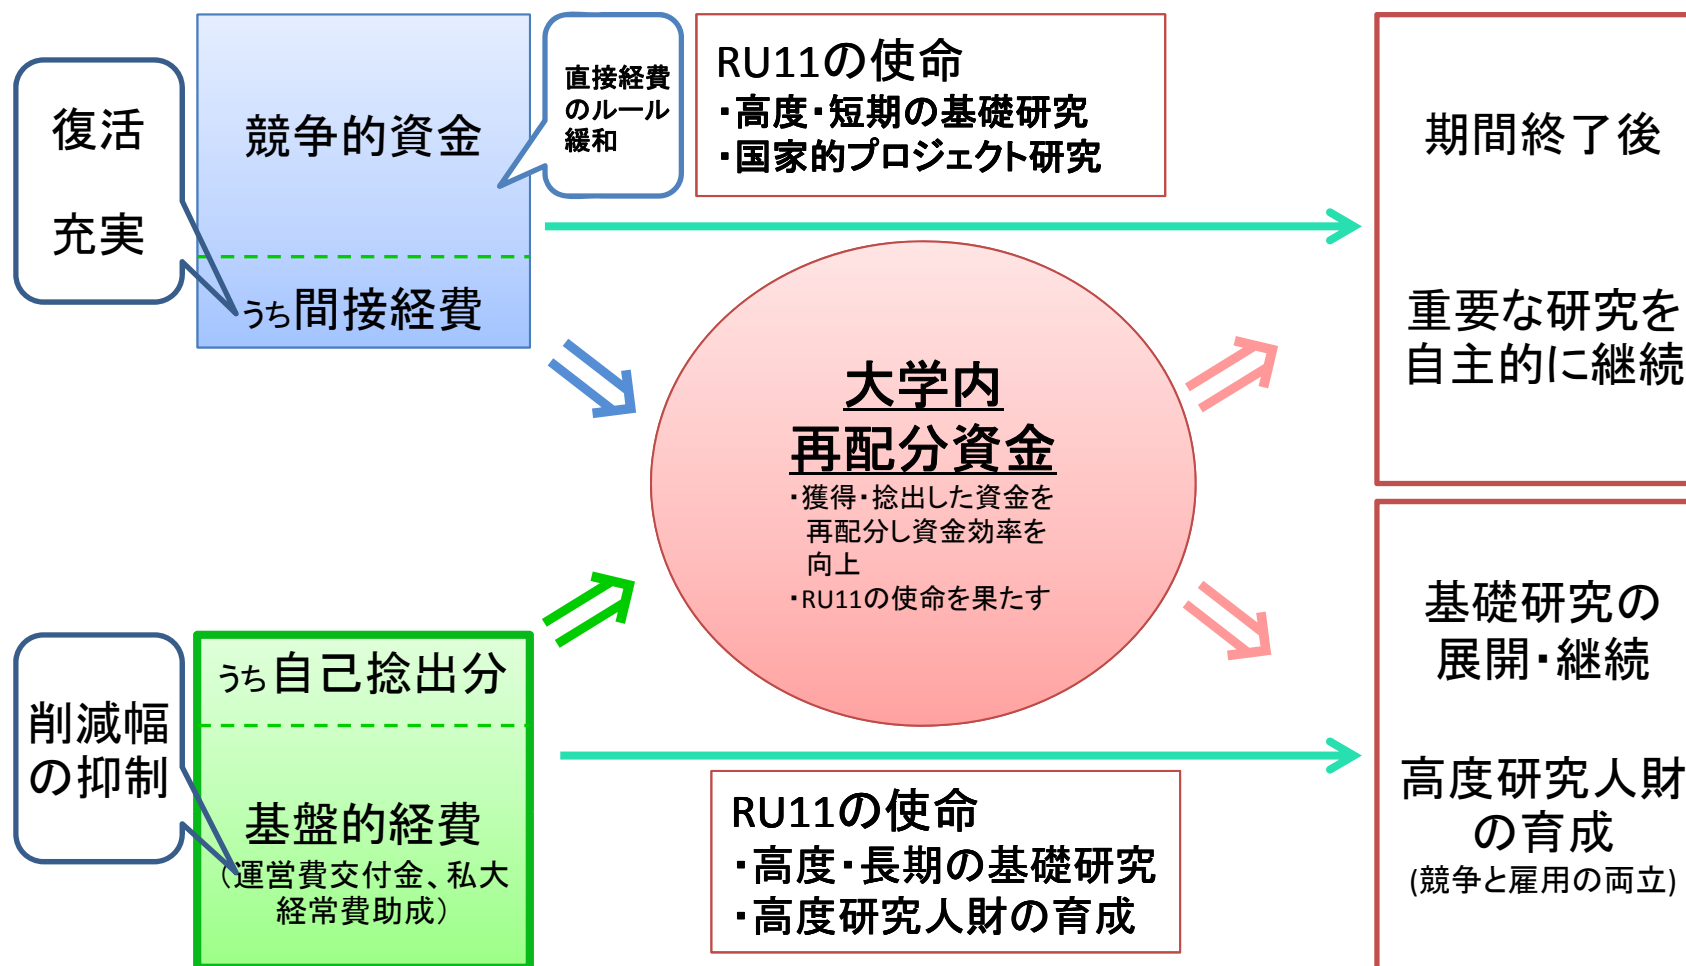 復活
充実
競争的資金
うち間接経費
直接経費
のルール
緩和
RU11の使命
・高度・短期の基礎研究
・国家的プロジェクト研究
期間終了後
重要な研究を
自主的に継続
大学内
再配分資金
・獲得・捻出した資金を
再配分し資金効率を
向上
・RU11の使命を果たす
削減幅
の抑制
うち自己捻出分
基盤的経費
（運営費交付金、私大
経常費助成）
RU11の使命
・高度・長期の基礎研究
・高度研究人財の育成
基礎研究の
展開・継続
高度研究人財
の育成
(競争と雇用の両立)